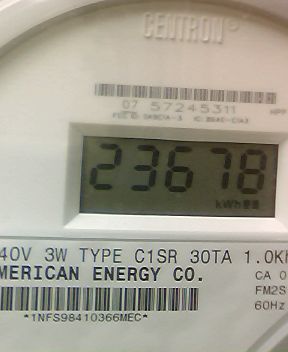 CENTRON®
07 57245311
23678
kWh
40V 3W TYPE C1SR 30TA 1.0K
MERICAN ENERGY CO.
CA 0
FM2S
60Hz
*1NFS98410366MEC*